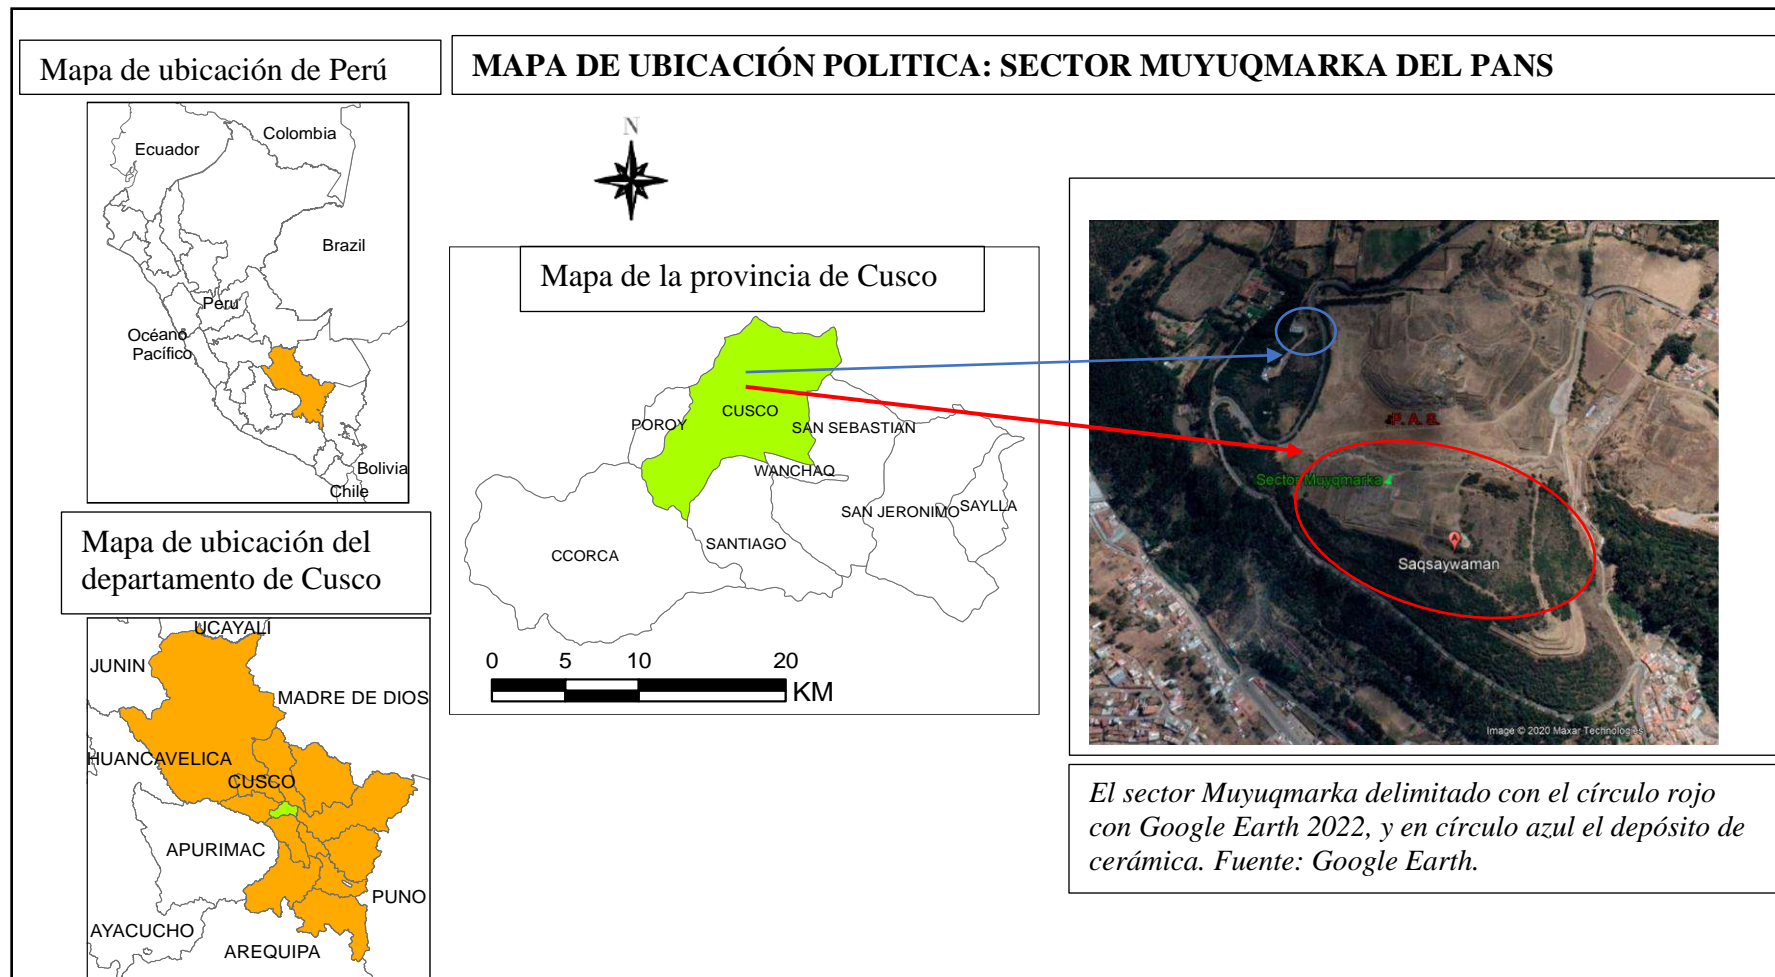 Mapa de ubicación de Perú
MAPA DE UBICACIÓN POLITICA: SECTOR MUYUQMARKA DEL PANS
Colombia
Ecuador
Brazil
Peru
Océano
Pacífico
Bolivia
Chile
N
Mapa de la provincia de Cusco
CUSCO
POROY
SAN SEBASTIAN
WANCHAQ
SAN JERONIMO
SAYLLA
SANTIAGO
CCORCA
0 5 10 20
KM
Mapa de ubicación del
departamento de Cusco
UCAYALI
JUNIN
MADRE DE DIOS
HUANCAVELICA
CUSCO
APURIMAC
PUNO
AYACUCHO
AREQUIPA
Sector Muyqmarka
Saqsaywaman
Image © 2020 Maxar Technologies
El sector Muyuqmarka delimitado con el círculo rojo
con Google Earth 2022, y en círculo azul el depósito de
cerámica. Fuente: Google Earth.